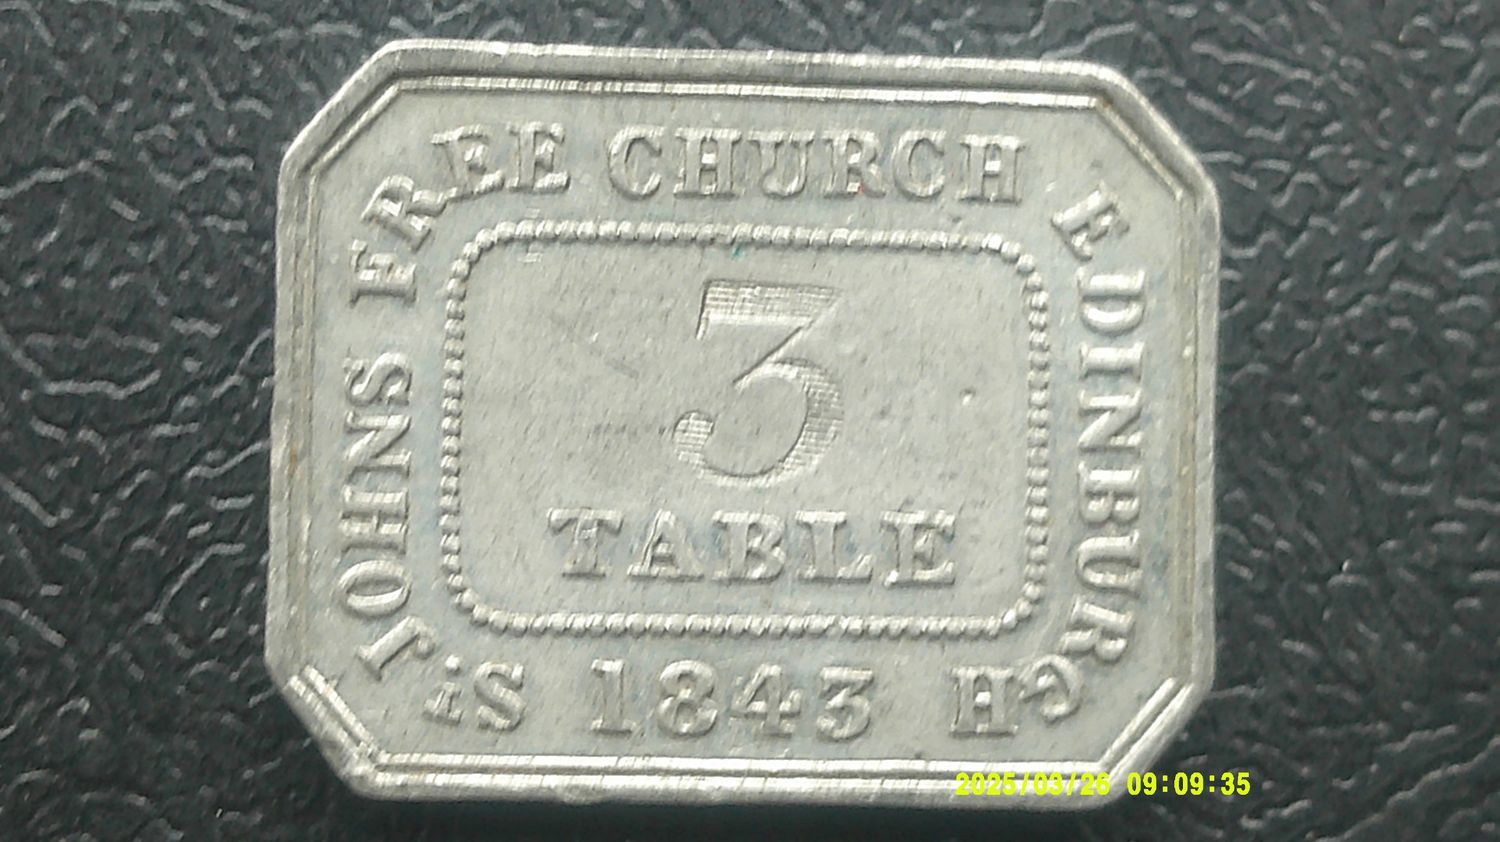 St. JOHNS FREE CHURCH EDINBURGH
3
TABLE
1843
2025/03/26 09:09:35